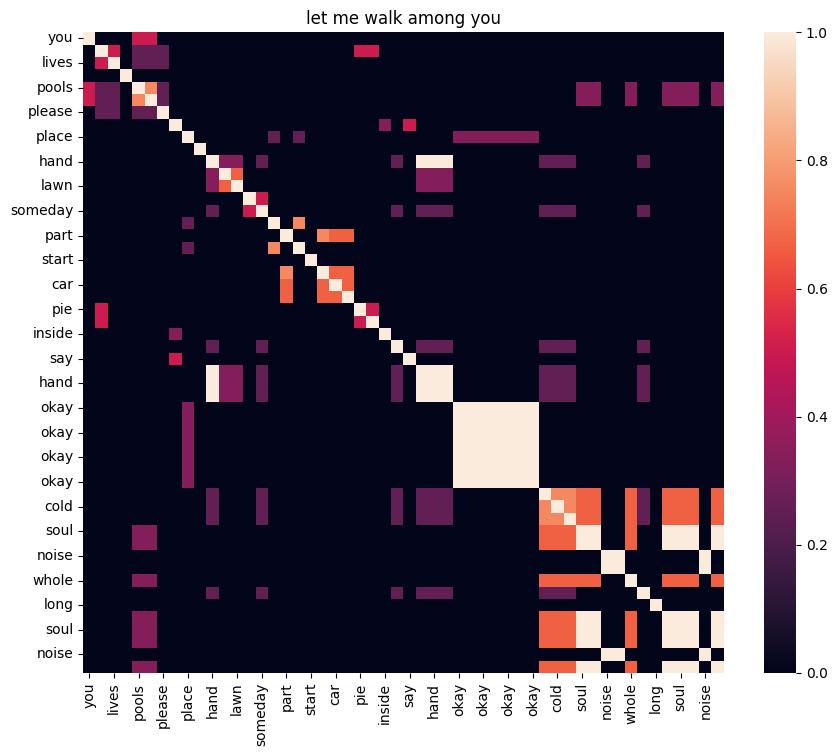 let me walk among you
you
lives
pools
please
place
hand
lawn
someday
part
start
car
pie
inside
say
hand
okay
okay
okay
okay
cold
soul
noise
whole
long
soul
noise
1.0
0.8
0.6
0.4
0.2
0.0
you
lives
pools
please
place
hand
lawn
someday
part
start
car
pie
inside
say
hand
okay
okay
okay
okay
cold
soul
noise
whole
long
soul
noise